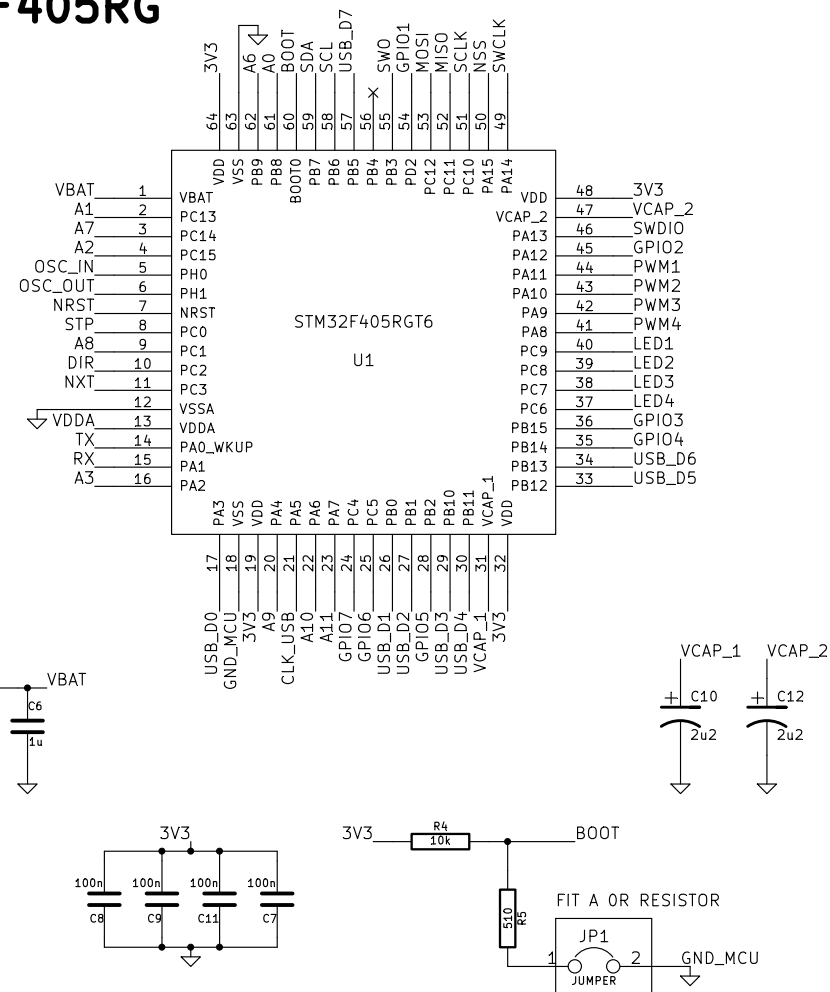 F405RG
3V3
A6
A0
BOOT
SDA
SCL
USB_D7
SWO
GPIO1
MOSI
MISO
SCLK
NSS
SWCLK
64 63 62 61 60 59 58 57 56 55 54 53 52 51 50 49
VDD VSS PB9 PB8 BOOT0 PB7 PB6 PB5 PB4 PB3 PD2 PC12 PC11 PC10 PA15 PA14
VBAT 1 VBAT
A1 2 PC13
A7 3 PC14
A2 4 PC15
OSC_IN 5 PH0
OSC_OUT 6 PH1
NRST 7 NRST
STP 8 PC0
A8 9 PC1
DIR 10 PC2
NXT 11 PC3
12 VSSA
VDDA 13 VDDA
TX 14 PA0_WKUP
RX 15 PA1
A3 16 PA2
STM32F405RGT6
U1
VDD 48 3V3
VCAP_2 47 VCAP_2
PA13 46 SWDIO
PA12 45 GPIO2
PA11 44 PWM1
PA10 43 PWM2
PA9 42 PWM3
PA8 41 PWM4
PC9 40 LED1
PC8 39 LED2
PC7 38 LED3
PC6 37 LED4
PB15 36 GPIO3
PB14 35 GPIO4
PB13 34 USB_D6
PB12 33 USB_D5
PA3 VSS VDD PA4 PA5 PA6 PA7 PC4 PC5 PB0 PB1 PB2 PB10 PB11 VCAP_1 VDD
17 18 19 20 21 22 23 24 25 26 27 28 29 30 31 32
USB_D0
GND_MCU
3V3
A9
CLK_USB
A10
A11
GPIO7
GPIO6
USB_D1
USB_D2
GPIO5
USB_D3
USB_D4
VCAP_1
3V3
VBAT
C6
1u
VCAP_1
+ C10
2u2
VCAP_2
+ C12
2u2
3V3
100n 100n 100n 100n
C8 C9 C11 C7
3V3
R4
10k
BOOT
510
R5
FIT A 0R RESISTOR
JP1
1 2
JUMPER
GND_MCU